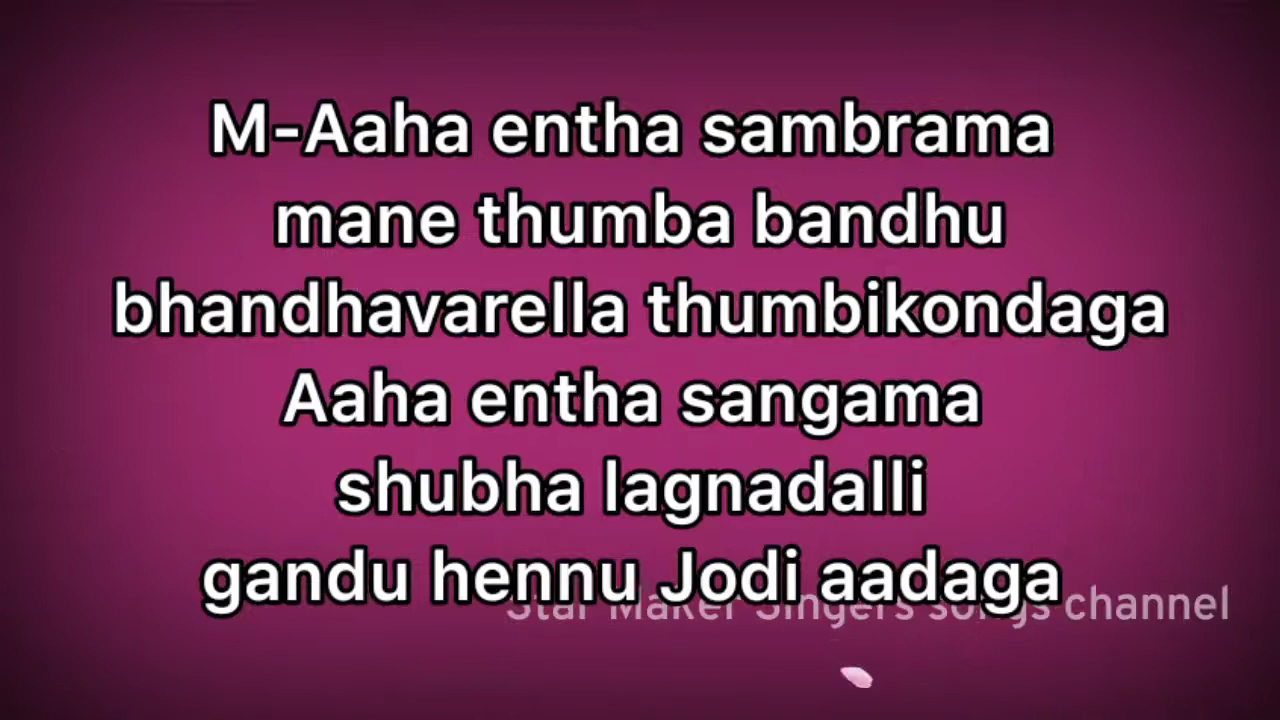 M-Aaha entha sambrama
mane thumba bandhu
bhandhavarella thumbikondaga
Aaha entha sangama
shubha lagnadalli
gandu hennu Jodi aadaga
Star Maker Singers songs channel